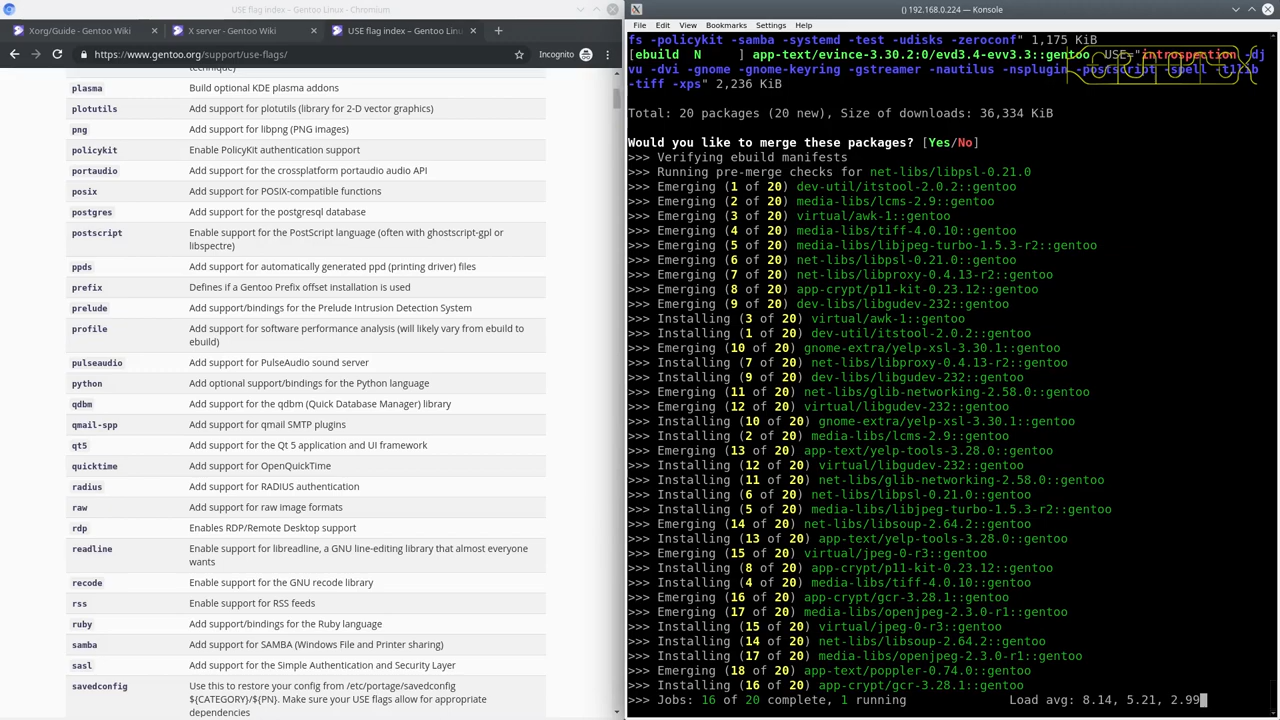 USE flag index – Gentoo Linux - Chromium
Xorg/Guide - Gentoo Wiki
X server - Gentoo Wiki
USE flag index – Gentoo Linu
https://www.gentoo.org/support/useflags/
Incognito
technique)
plasma Build optional KDE plasma addons
plotutils Add support for plotutils (library for 2-D vector graphics)
png Add support for libpng (PNG images)
policykit Enable PolicyKit authentication support
portaudio Add support for the crossplatform portaudio audio API
posix Add support for POSIX-compatible functions
postgres Add support for the postgresql database
postscript Enable support for the PostScript language (often with ghostscript-gpl or
libspectre)
ppds Add support for automatically generated ppd (printing driver) files
prefix Defines if a Gentoo Prefix offset installation is used
prelude Add support/bindings for the Prelude Intrusion Detection System
profile Add support for software performance analysis (will likely vary from ebuild to
ebuild)
pulseaudio Add support for PulseAudio sound server
python Add optional support/bindings for the Python language
qdbm Add support for the qdbm (Quick Database Manager) library
qmail-spp Add support for qmail SMTP plugins
qt5 Add support for the Qt 5 application and UI framework
quicktime Add support for OpenQuickTime
radius Add support for RADIUS authentication
raw Add support for raw image formats
rdp Enables RDP/Remote Desktop support
readline Enable support for libreadline, a GNU line-editing library that almost everyone
wants
recode Enable support for the GNU recode library
rss Enable support for RSS feeds
ruby Add support/bindings for the Ruby language
samba Add support for SAMBA (Windows File and Printer sharing)
sasl Add support for the Simple Authentication and Security Layer
savedconfig Use this to restore your config from /etc/portage/savedconfig
${CATEGORY}/${PN}. Make sure your USE flags allow for appropriate
dependencies
() 192.168.0.224 — Konsole
File Edit View Bookmarks Settings Help
fs -policykit -samba -systemd -test -udisks -zeroconf" 1,175 KiB
[ebuild N ] app-text/evince-3.30.2:0/evd3.4-evv3.3::gentoo USE="introspection -dj
vu -dvi -gnome -gnome-keyring -gstreamer -nautilus -nsplugin -postscript -spell -t1lib
-tiff -xps" 2,236 KiB
Total: 20 packages (20 new), Size of downloads: 36,334 KiB
Would you like to merge these packages? [Yes/No]
>>> Verifying ebuild manifests
>>> Running pre-merge checks for net-libs/libpsl-0.21.0
>>> Emerging (1 of 20) dev-util/itstool-2.0.2::gentoo
>>> Emerging (2 of 20) media-libs/lcms-2.9::gentoo
>>> Emerging (3 of 20) virtual/awk-1::gentoo
>>> Emerging (4 of 20) media-libs/tiff-4.0.10::gentoo
>>> Emerging (5 of 20) media-libs/libjpeg-turbo-1.5.3-r2::gentoo
>>> Emerging (6 of 20) net-libs/libpsl-0.21.0::gentoo
>>> Emerging (7 of 20) net-libs/libproxy-0.4.13-r2::gentoo
>>> Emerging (8 of 20) app-crypt/p11-kit-0.23.12::gentoo
>>> Emerging (9 of 20) dev-libs/libgudev-232::gentoo
>>> Installing (3 of 20) virtual/awk-1::gentoo
>>> Installing (1 of 20) dev-util/itstool-2.0.2::gentoo
>>> Emerging (10 of 20) gnome-extra/yelp-xsl-3.30.1::gentoo
>>> Installing (7 of 20) net-libs/libproxy-0.4.13-r2::gentoo
>>> Installing (9 of 20) dev-libs/libgudev-232::gentoo
>>> Emerging (11 of 20) net-libs/glib-networking-2.58.0::gentoo
>>> Emerging (12 of 20) virtual/libgudev-232::gentoo
>>> Installing (10 of 20) gnome-extra/yelp-xsl-3.30.1::gentoo
>>> Installing (2 of 20) media-libs/lcms-2.9::gentoo
>>> Emerging (13 of 20) app-text/yelp-tools-3.28.0::gentoo
>>> Installing (12 of 20) virtual/libgudev-232::gentoo
>>> Installing (11 of 20) net-libs/glib-networking-2.58.0::gentoo
>>> Installing (6 of 20) net-libs/libpsl-0.21.0::gentoo
>>> Installing (5 of 20) media-libs/libjpeg-turbo-1.5.3-r2::gentoo
>>> Emerging (14 of 20) net-libs/libsoup-2.64.2::gentoo
>>> Installing (13 of 20) app-text/yelp-tools-3.28.0::gentoo
>>> Emerging (15 of 20) virtual/jpeg-0-r3::gentoo
>>> Installing (8 of 20) app-crypt/p11-kit-0.23.12::gentoo
>>> Installing (4 of 20) media-libs/tiff-4.0.10::gentoo
>>> Emerging (16 of 20) app-crypt/gcr-3.28.1::gentoo
>>> Emerging (17 of 20) media-libs/openjpeg-2.3.0-r1::gentoo
>>> Installing (15 of 20) virtual/jpeg-0-r3::gentoo
>>> Installing (14 of 20) net-libs/libsoup-2.64.2::gentoo
>>> Installing (17 of 20) media-libs/openjpeg-2.3.0-r1::gentoo
>>> Emerging (18 of 20) app-text/poppler-0.74.0::gentoo
>>> Installing (16 of 20) app-crypt/gcr-3.28.1::gentoo
>>> Jobs: 16 of 20 complete, 1 running Load avg: 8.14, 5.21, 2.99